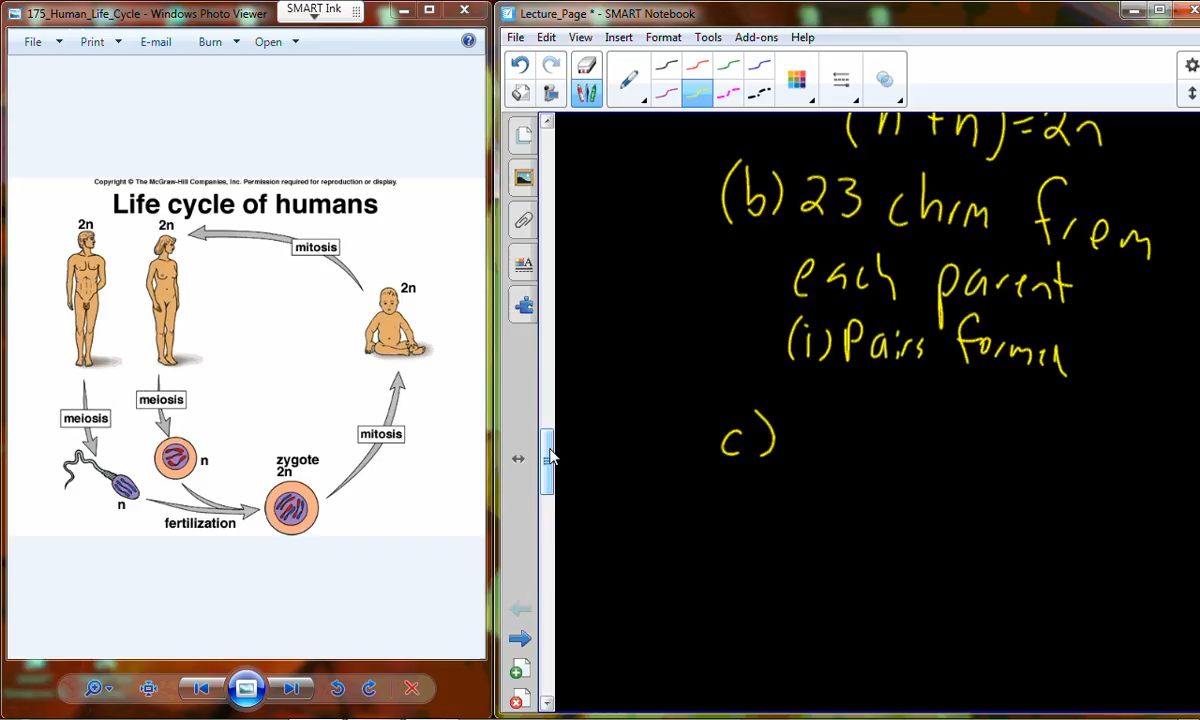 175_Human_Life_Cycle - Windows Photo Viewer
SMART Ink
File Print E-mail Burn Open
Copyright © The McGraw-Hill Companies, Inc. Permission required for reproduction or display.
Life cycle of humans
2n
2n
mitosis
2n
meiosis
meiosis
mitosis
n
zygote
2n
n
fertilization
Lecture_Page * - SMART Notebook
File Edit View Insert Format Tools Add-ons Help
(n + n) = 2n
(b) 23 chrm from
each parent
(i) Pairs formed
c)